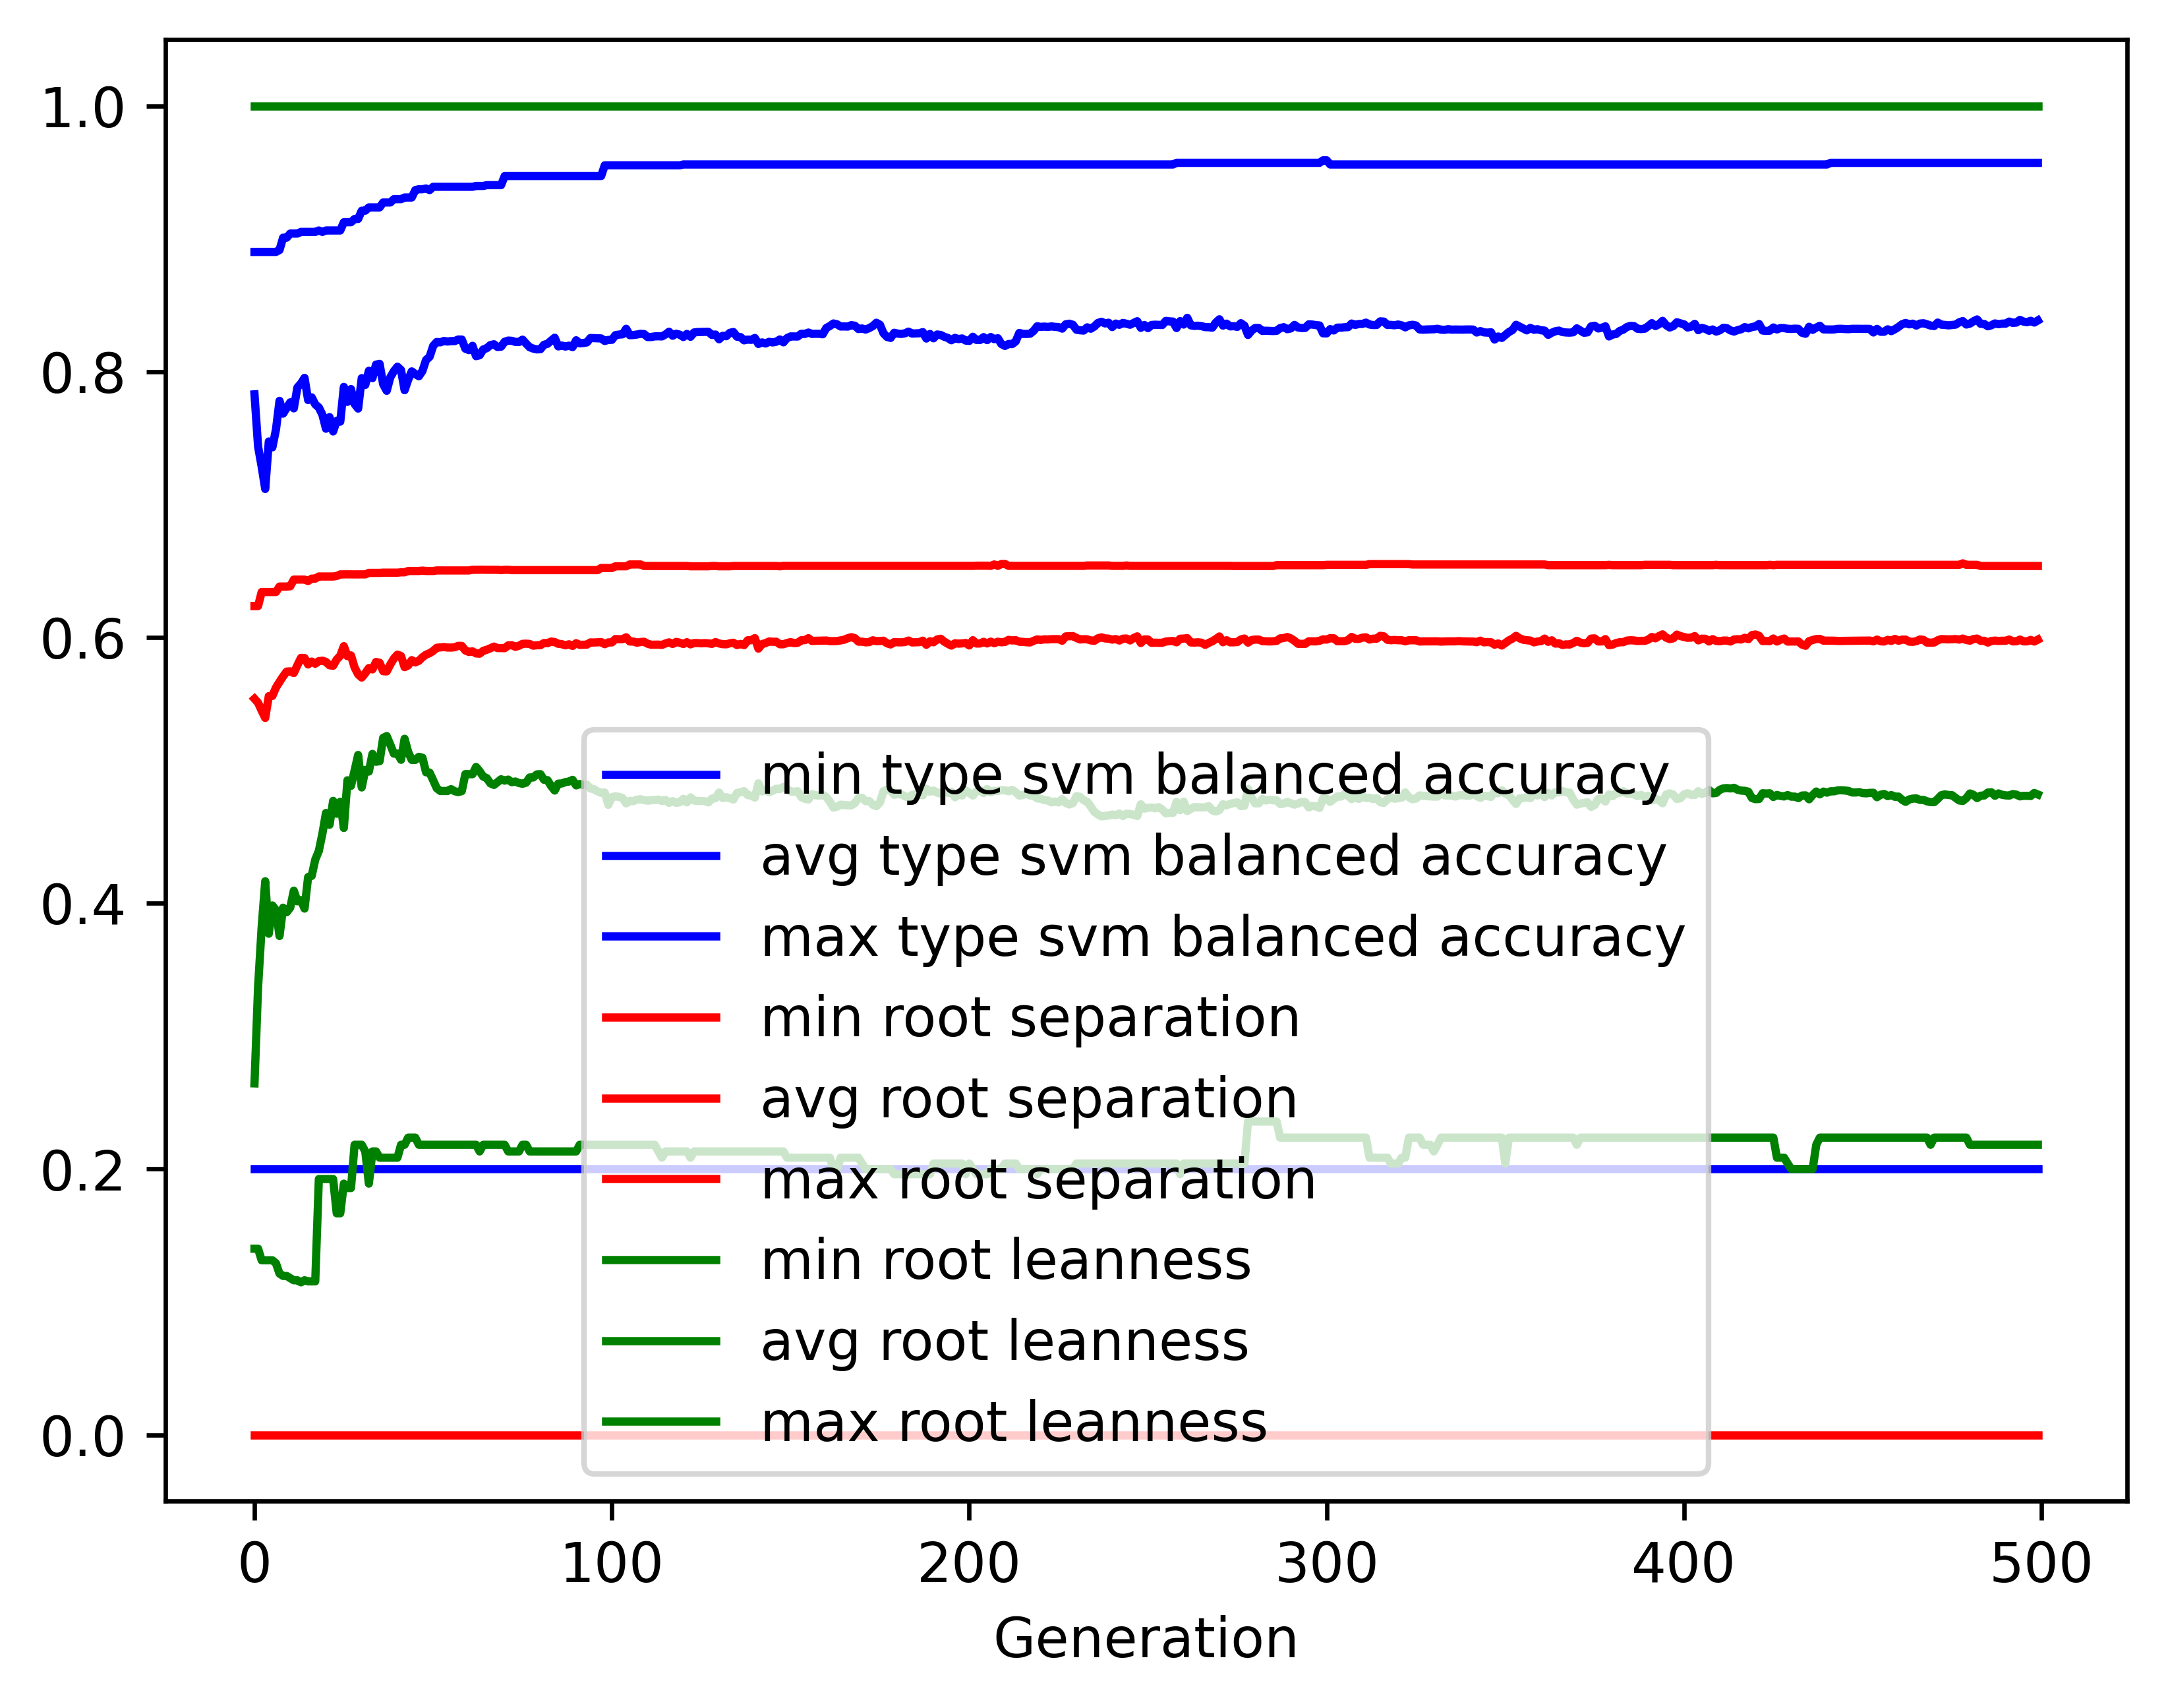 1.0
0.8
0.6
0.4
0.2
0.0
min type svm balanced accuracy
avg type svm balanced accuracy
max type svm balanced accuracy
min root separation
avg root separation
max root separation
min root leanness
avg root leanness
max root leanness
0 100 200 300 400 500
Generation